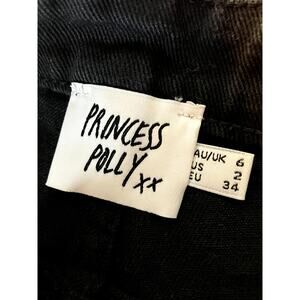 PRINCESS
POLLY xx
AU/UK 6
US 2
EU 34